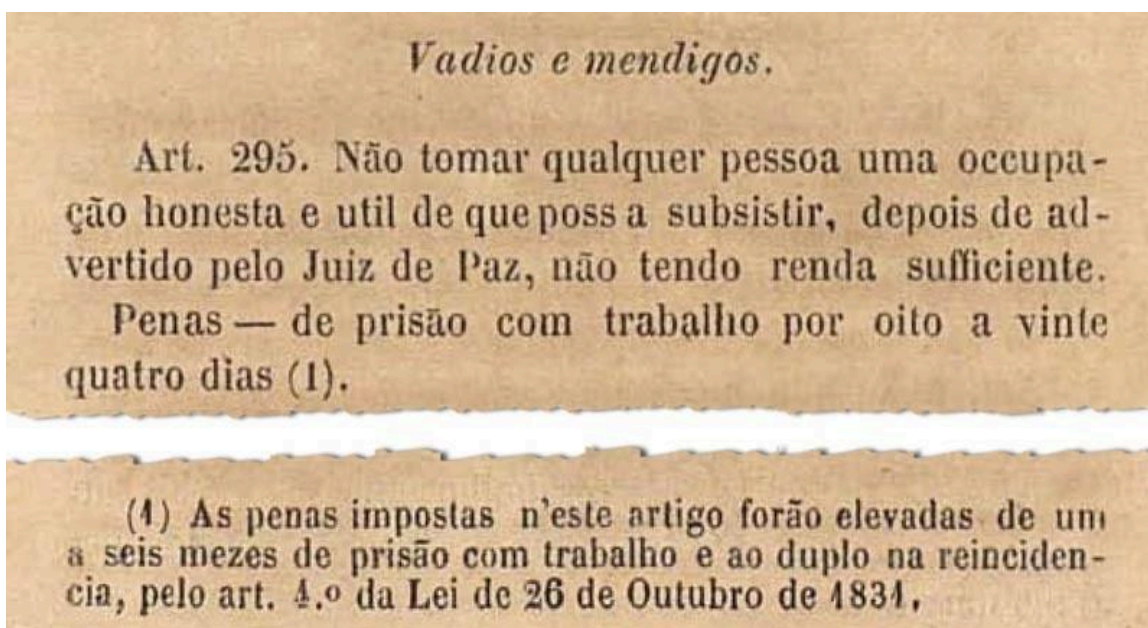 Vadios e mendigos.
Art. 295. Não tomar qualquer pessoa uma occupa-
ção honesta e util de que possa subsistir, depois de ad-
vertido pelo Juiz de Paz, não tendo renda sufficiente.
Penas — de prisão com trabalho por oito a vinte
quatro dias (1).
(1) As penas impostas n'este artigo forão elevadas de um
a seis mezes de prisão com trabalho e ao duplo na reinciden-
cia, pelo art. 4.º da Lei de 26 de Outubro de 1831.